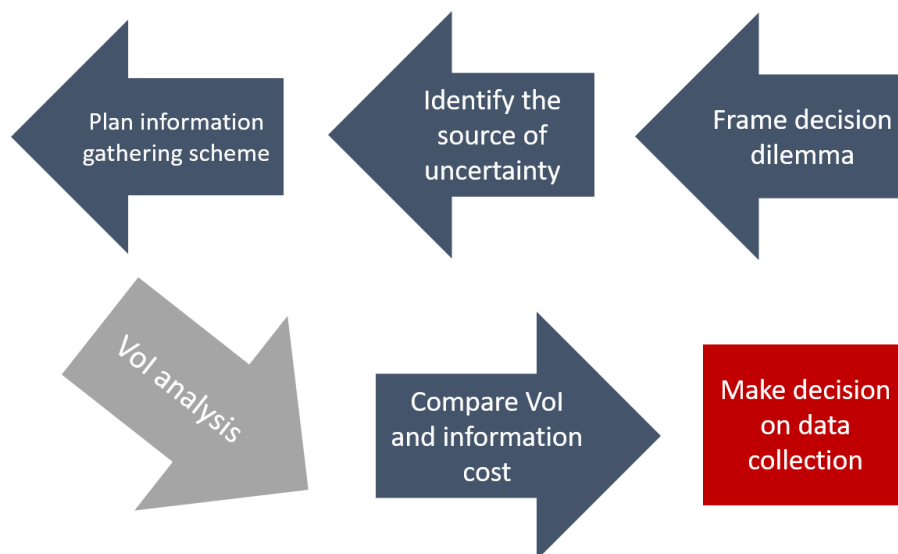 Plan information
gathering scheme
Identify the
source of
uncertainty
Frame decision
dilemma
VoI analysis
Compare VoI
and information
cost
Make decision
on data
collection